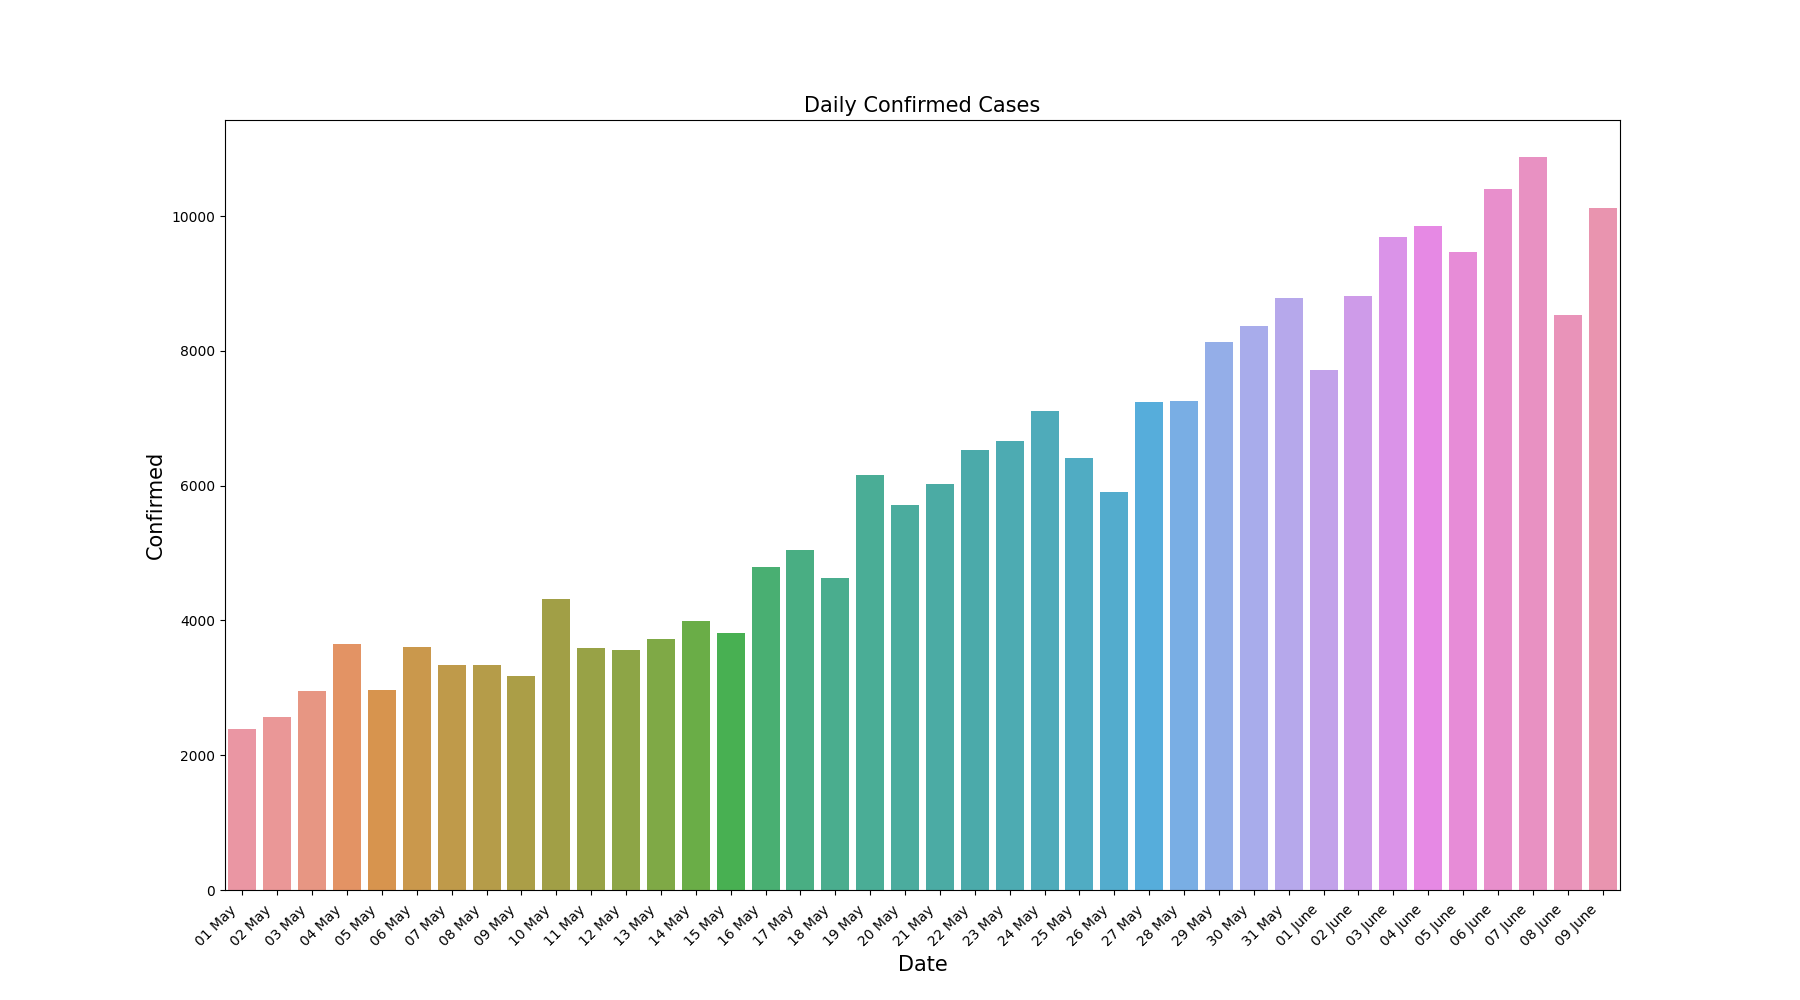 Daily Confirmed Cases
Confirmed
10000
8000
6000
4000
2000
0
01 May
02 May
03 May
04 May
05 May
06 May
07 May
08 May
09 May
10 May
11 May
12 May
13 May
14 May
15 May
16 May
17 May
18 May
19 May
20 May
21 May
22 May
23 May
24 May
25 May
26 May
27 May
28 May
29 May
30 May
31 May
01 June
02 June
03 June
04 June
05 June
06 June
07 June
08 June
09 June
Date